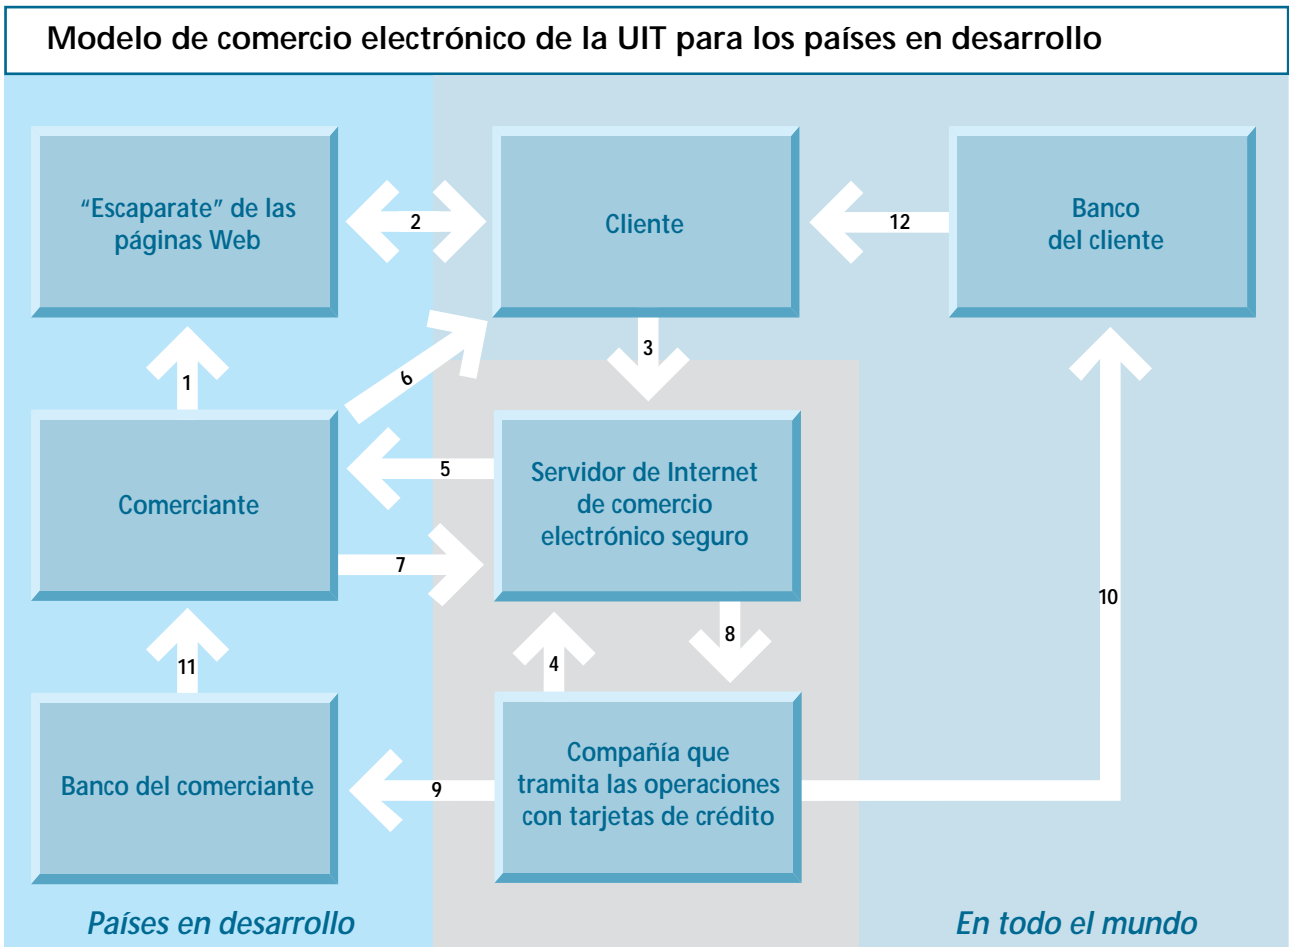 Modelo de comercio electrónico de la UIT para los países en desarrollo
“Escaparate” de las
páginas Web
2
Cliente
12
Banco
del cliente
1
6
3
Comerciante
5
Servidor de Internet
de comercio
electrónico seguro
7
10
11
4
8
Banco del comerciante
9
Compañía que
tramita las operaciones
con tarjetas de crédito
Países en desarrollo
En todo el mundo